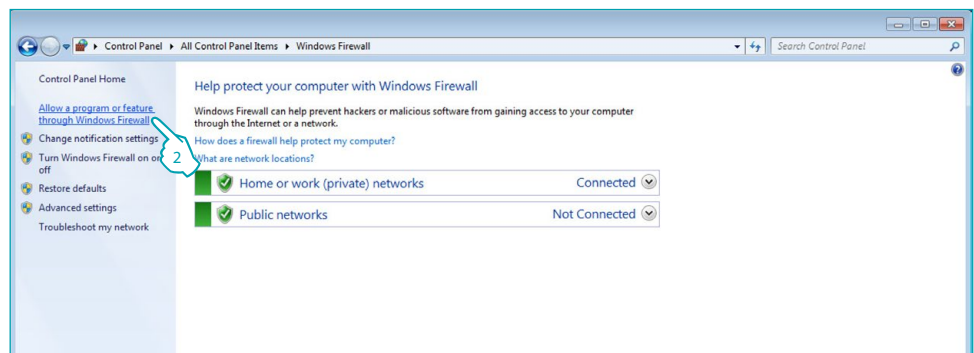 Control Panel ▸ All Control Panel Items ▸ Windows Firewall
Search Control Panel
Control Panel Home
Allow a program or feature
through Windows Firewall
Change notification settings
Turn Windows Firewall on or
off
Restore defaults
Advanced settings
Troubleshoot my network
2
Help protect your computer with Windows Firewall
Windows Firewall can help prevent hackers or malicious software from gaining access to your computer
through the Internet or a network.
How does a firewall help protect my computer?
What are network locations?
Home or work (private) networks Connected
Public networks Not Connected